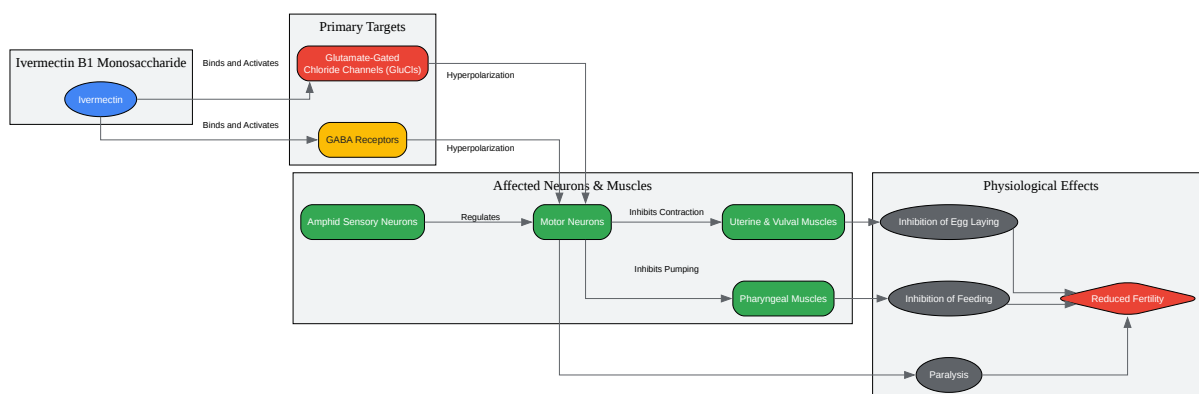 Primary Targets
Ivermectin B1 Monosaccharide
Binds and Activates
Glutamate-Gated
Chloride Channels (GluCls)
Hyperpolarization
Ivermectin
Binds and Activates
GABA Receptors
Hyperpolarization
Affected Neurons & Muscles
Physiological Effects
Amphid Sensory Neurons
Regulates
Motor Neurons
Inhibits Contraction
Uterine & Vulval Muscles
Inhibition of Egg Laying
Inhibits Pumping
Pharyngeal Muscles
Inhibition of Feeding
Reduced Fertility
Paralysis